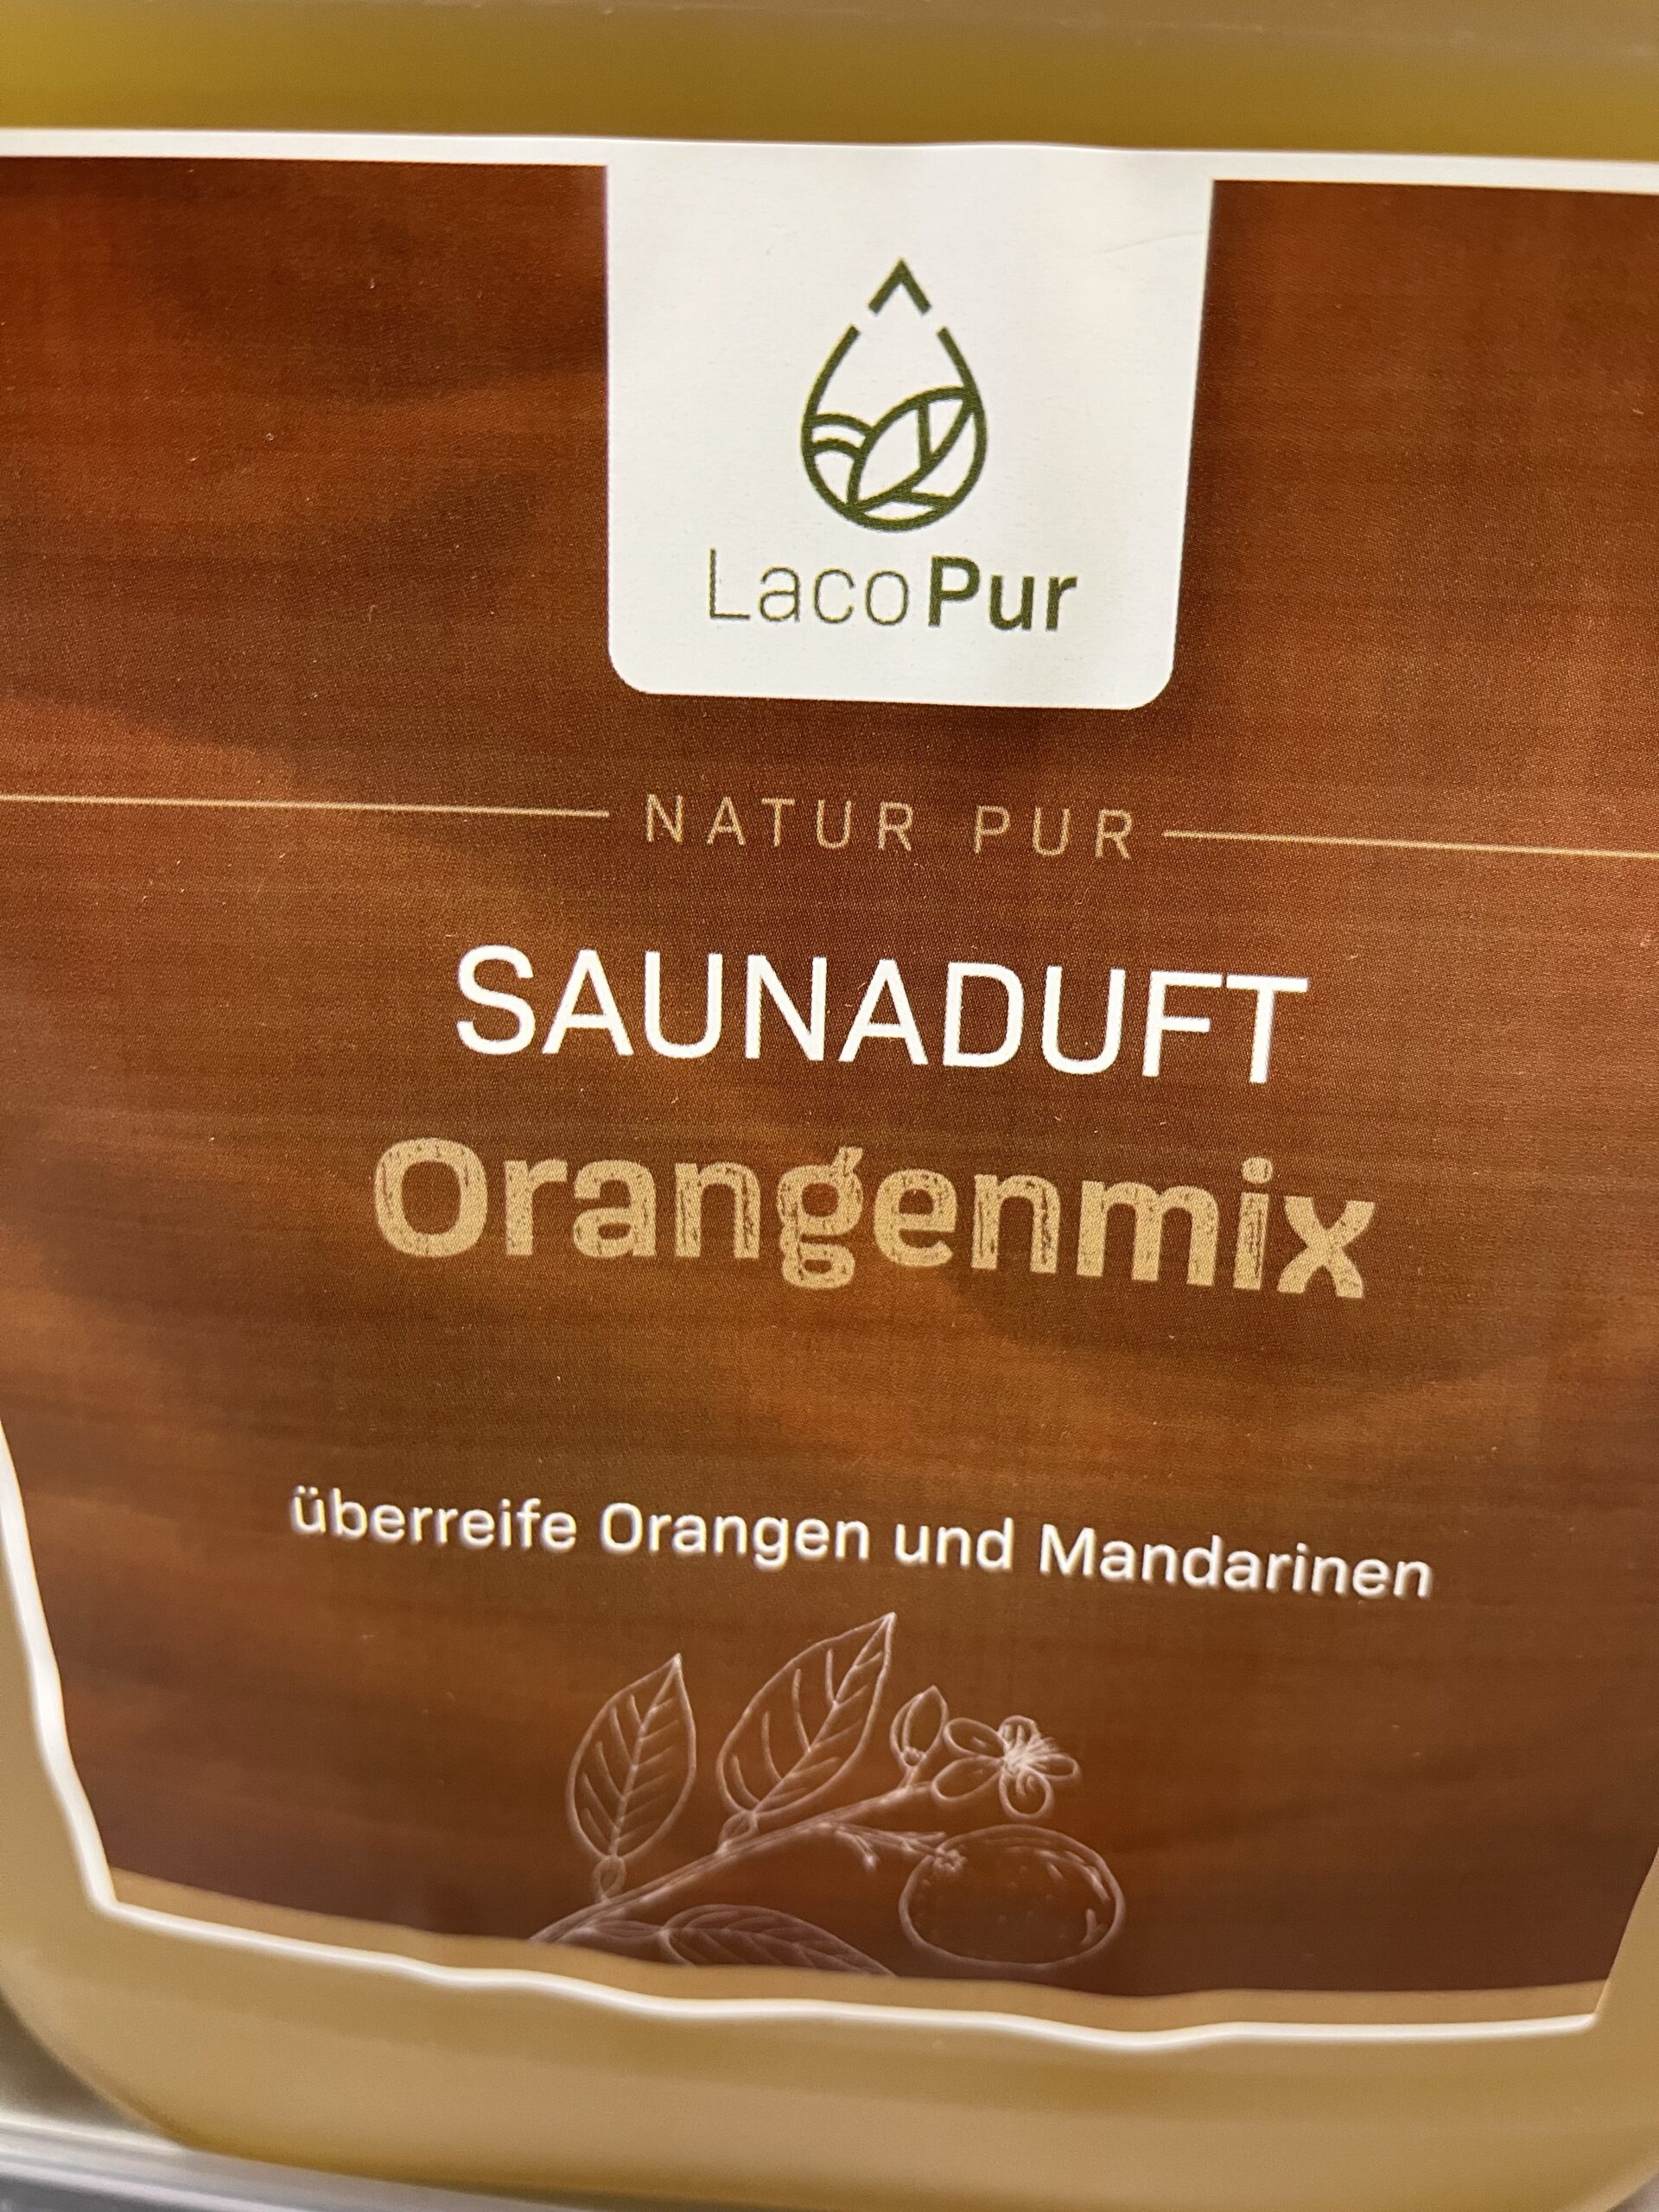 LacoPur
NATUR PUR
SAUNADUFT
Orangenmix
überreife Orangen und Mandarinen